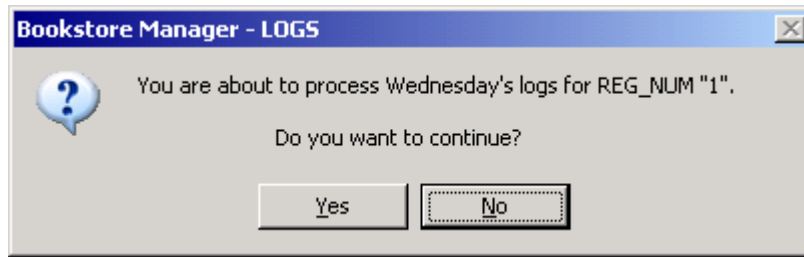 Bookstore Manager - LOGS
You are about to process Wednesday's logs for REG_NUM "1".
Do you want to continue?
Yes No